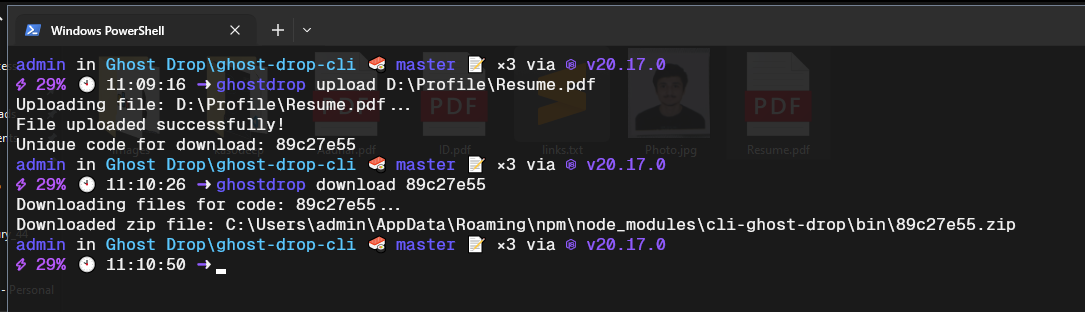 Windows PowerShell
admin in Ghost Drop\ghost-drop-cli 🍣 master 📝 ×3 via v20.17.0
⚡ 29% 🕙 11:09:16 → ghostdrop upload D:\Profile\Resume.pdf
Uploading file: D:\Profile\Resume.pdf...
File uploaded successfully!
Unique code for download: 89c27e55
admin in Ghost Drop\ghost-drop-cli 🍣 master 📝 ×3 via v20.17.0
⚡ 29% 🕙 11:10:26 → ghostdrop download 89c27e55
Downloading files for code: 89c27e55...
Downloaded zip file: C:\Users\admin\AppData\Roaming\npm\node_modules\cli-ghost-drop\bin\89c27e55.zip
admin in Ghost Drop\ghost-drop-cli 🍣 master 📝 ×3 via v20.17.0
⚡ 29% 🕙 11:10:50 →
PDF
PDF
PDF
ID.pdf
links.txt
Photo.jpg
Resume.pdf
- Personal